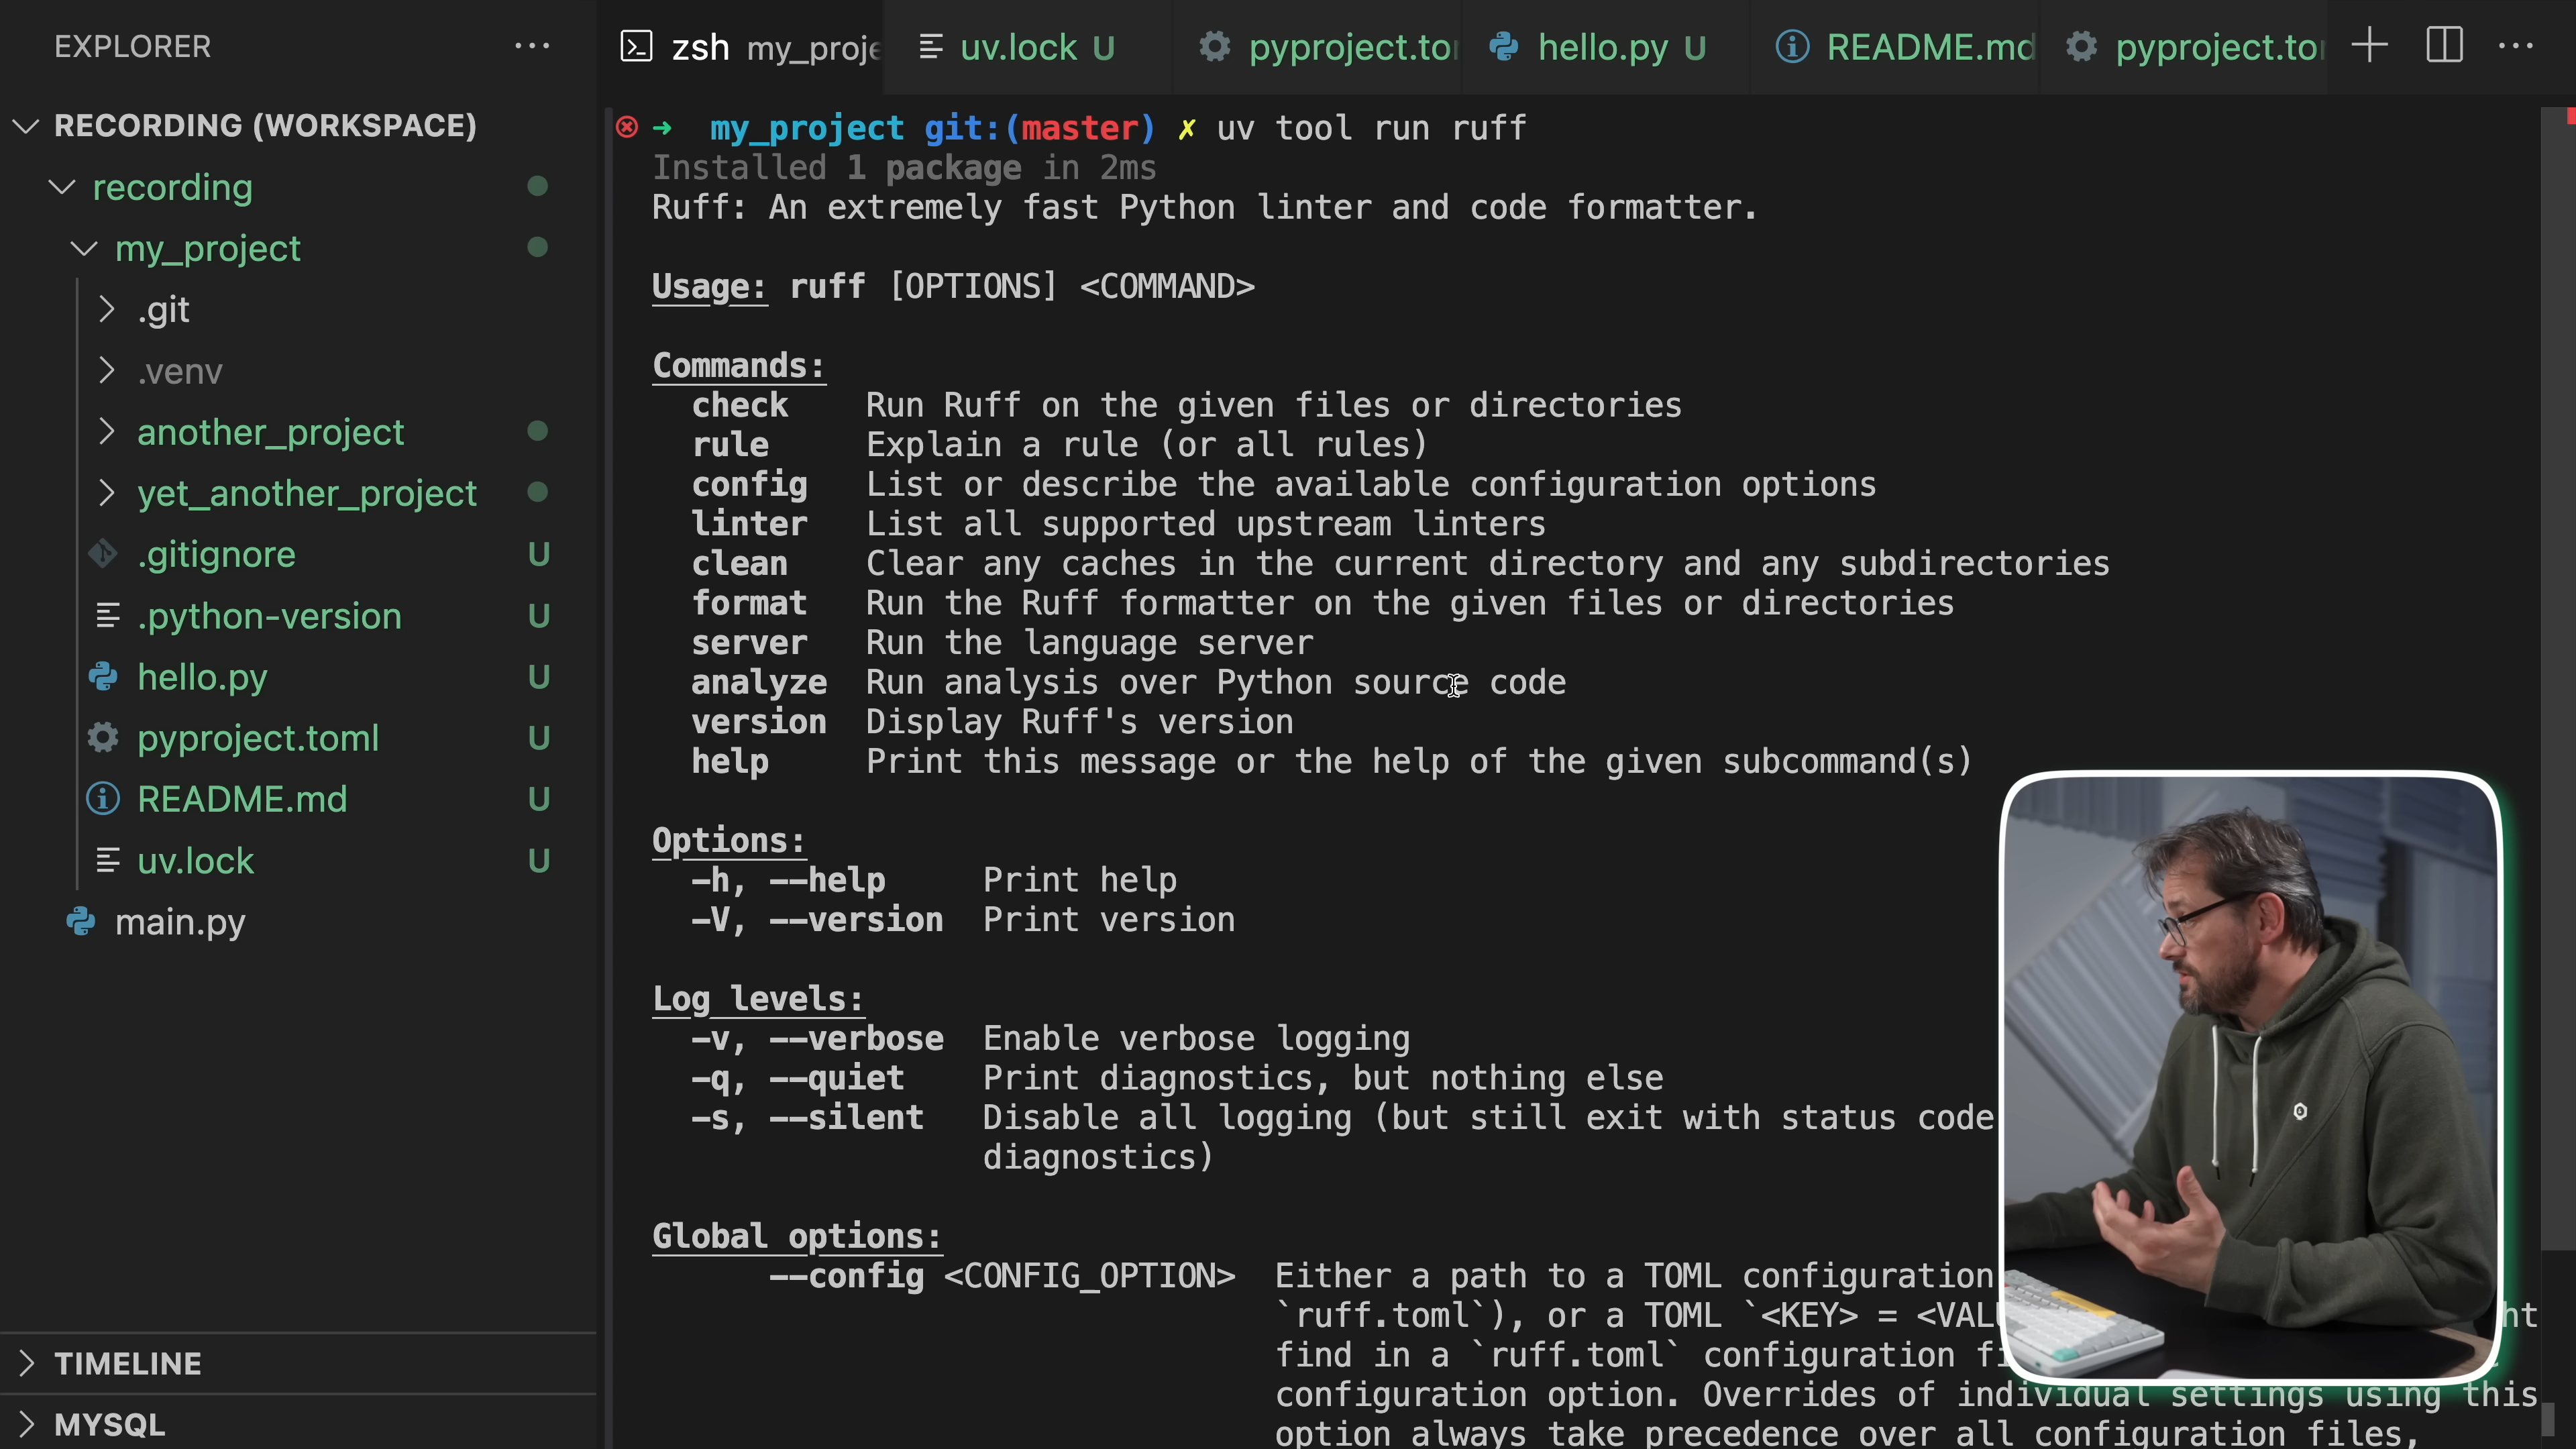 EXPLORER
RECORDING (WORKSPACE)
recording
my_project
.git
.venv
another_project
yet_another_project
.gitignore U
.python-version U
hello.py U
pyproject.toml U
README.md U
uv.lock U
main.py
TIMELINE
MYSQL
zsh my_proje uv.lock U pyproject.to hello.py U README.md pyproject.to
my_project git:(master) ✗ uv tool run ruff
Installed 1 package in 2ms
Ruff: An extremely fast Python linter and code formatter.
Usage: ruff [OPTIONS] <COMMAND>
Commands:
check Run Ruff on the given files or directories
rule Explain a rule (or all rules)
config List or describe the available configuration options
linter List all supported upstream linters
clean Clear any caches in the current directory and any subdirectories
format Run the Ruff formatter on the given files or directories
server Run the language server
analyze Run analysis over Python source code
version Display Ruff's version
help Print this message or the help of the given subcommand(s)
Options:
-h, --help Print help
-V, --version Print version
Log levels:
-v, --verbose Enable verbose logging
-q, --quiet Print diagnostics, but nothing else
-s, --silent Disable all logging (but still exit with status code
diagnostics)
Global options:
--config <CONFIG_OPTION> Either a path to a TOML configuration
`ruff.toml`), or a TOML `<KEY> = <VALU ht
find in a `ruff.toml` configuration fi
configuration option. Overrides of individual settings using this
option always take precedence over all configuration files,